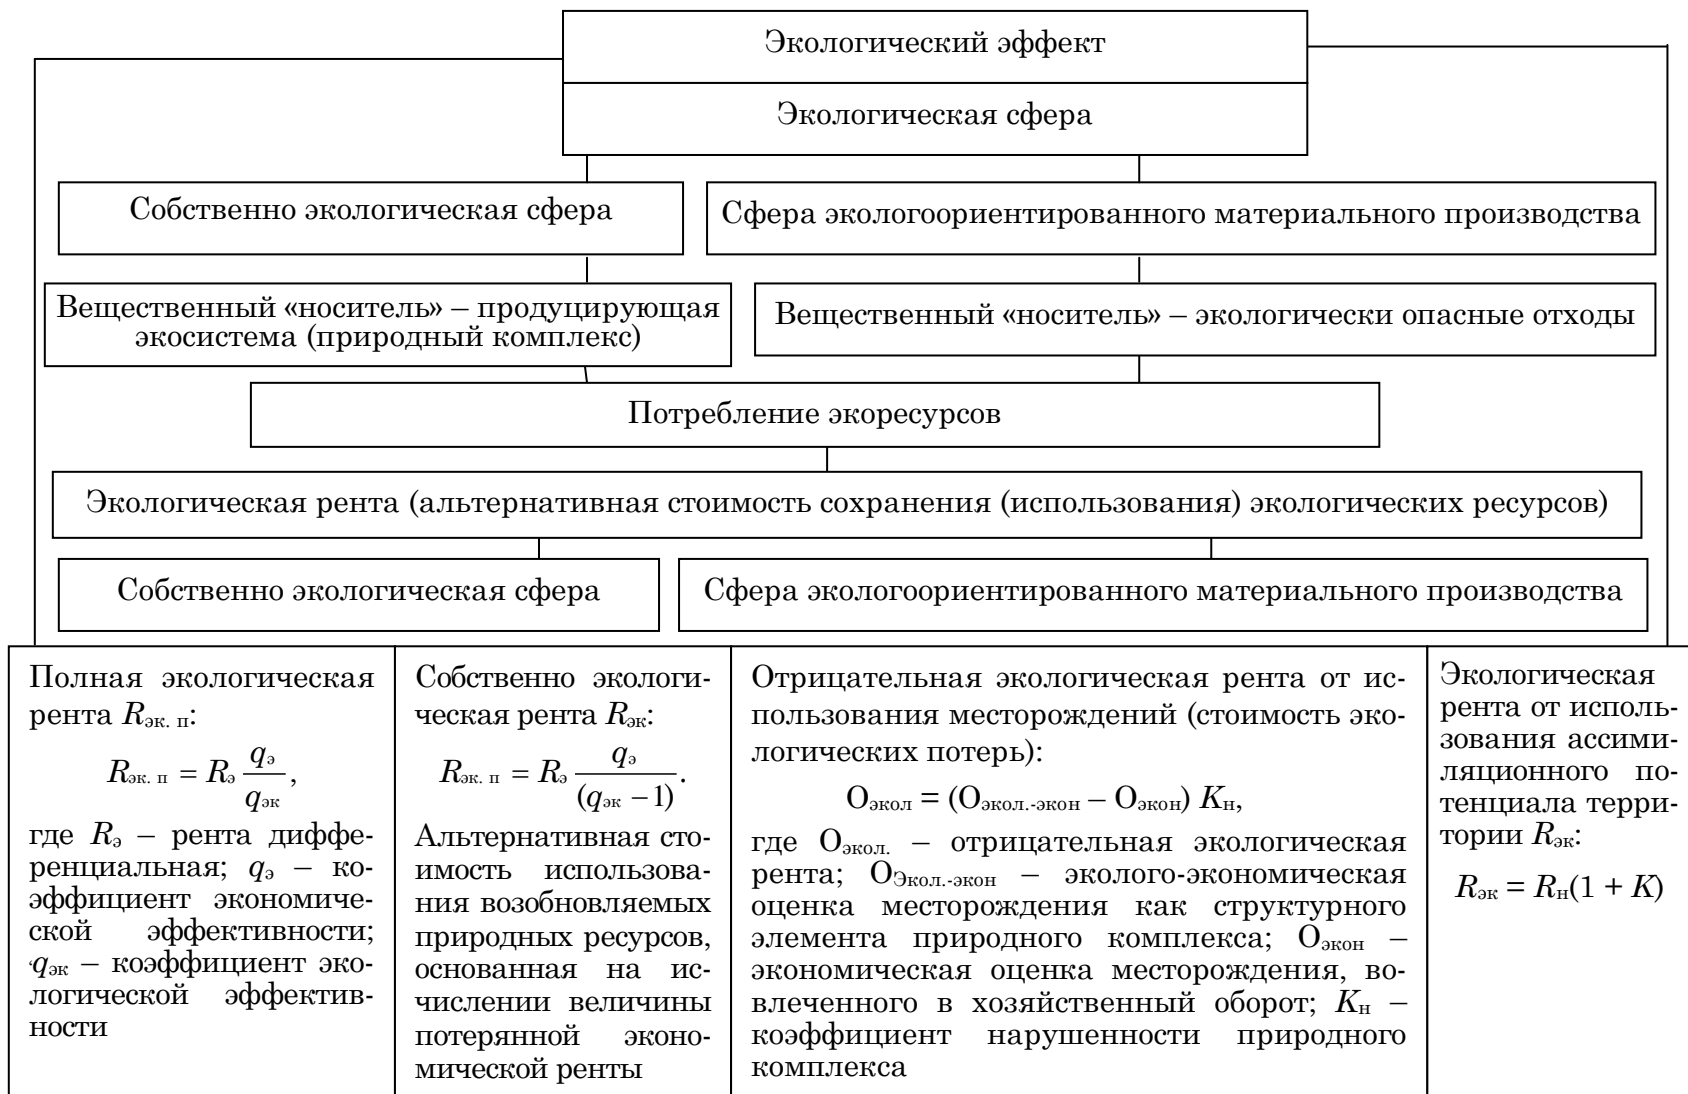 Экологический эффект
Экологическая сфера
Собственно экологическая сфера
Сфера экологоориентированного материального производства
Вещественный «носитель» – продуцирующая
экосистема (природный комплекс)
Вещественный «носитель» – экологически опасные отходы
Потребление экоресурсов
Экологическая рента (альтернативная стоимость сохранения (использования) экологических ресурсов)
Собственно экологическая сфера
Сфера экологоориентированного материального производства
Полная экологическая
рента Rэк. п:
Rэк. п = Rэ qэ / qэк,
где Rэ – рента диффе-
ренциальная; qэ – ко-
эффициент экономиче-
ской эффективности;
qэк – коэффициент эко-
логической эффектив-
ности
Собственно экологи-
ческая рента Rэк:
Rэк. п = Rэ qэ / (qэк – 1).
Альтернативная сто-
имость использова-
ния возобновляемых
природных ресурсов,
основанная на ис-
числении величины
потерянной эконо-
мической ренты
Отрицательная экологическая рента от ис-
пользования месторождений (стоимость эко-
логических потерь):
Оэкол = (Оэкол.-экон – Оэкон) Kн,
где Оэкол. – отрицательная экологическая
рента; ОЭкол.-экон – эколого-экономическая
оценка месторождения как структурного
элемента природного комплекса; Оэкон –
экономическая оценка месторождения, во-
влеченного в хозяйственный оборот; Kн –
коэффициент нарушенности природного
комплекса
Экологическая
рента от исполь-
зования ассими-
ляционного по-
тенциала терри-
тории Rэк:
Rэк = Rн(1 + K)